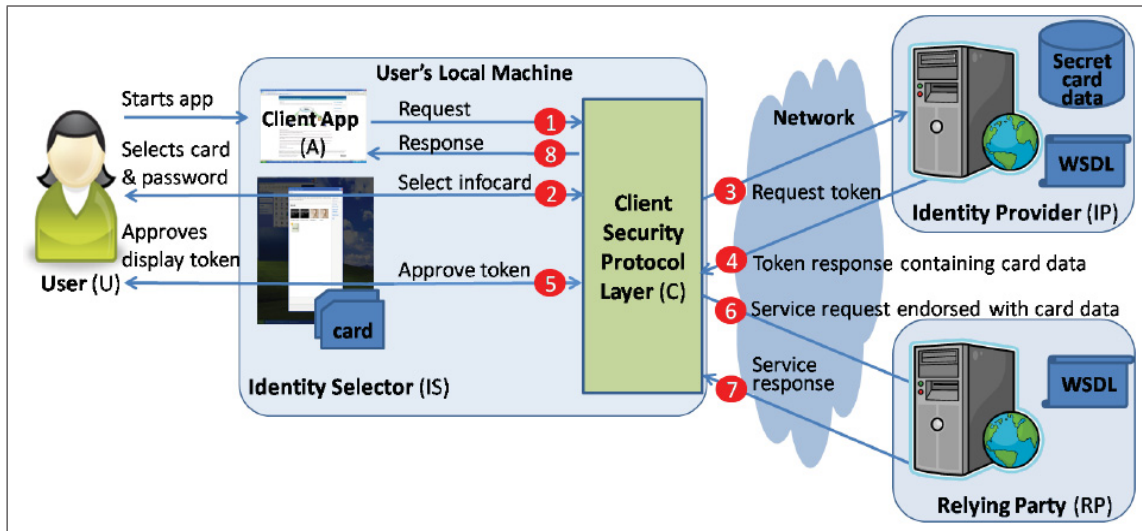 User's Local Machine
Starts app
Client App
(A)
Request
1
Response
8
Selects card
& password
Select infocard
2
Approves
display token
User (U)
Approve token
5
card
Identity Selector (IS)
Client
Security
Protocol
Layer (C)
Network
3
Request token
4
Token response containing card data
6
Service request endorsed with card data
Service
response
7
Secret
card
data
WSDL
Identity Provider (IP)
WSDL
Relying Party (RP)